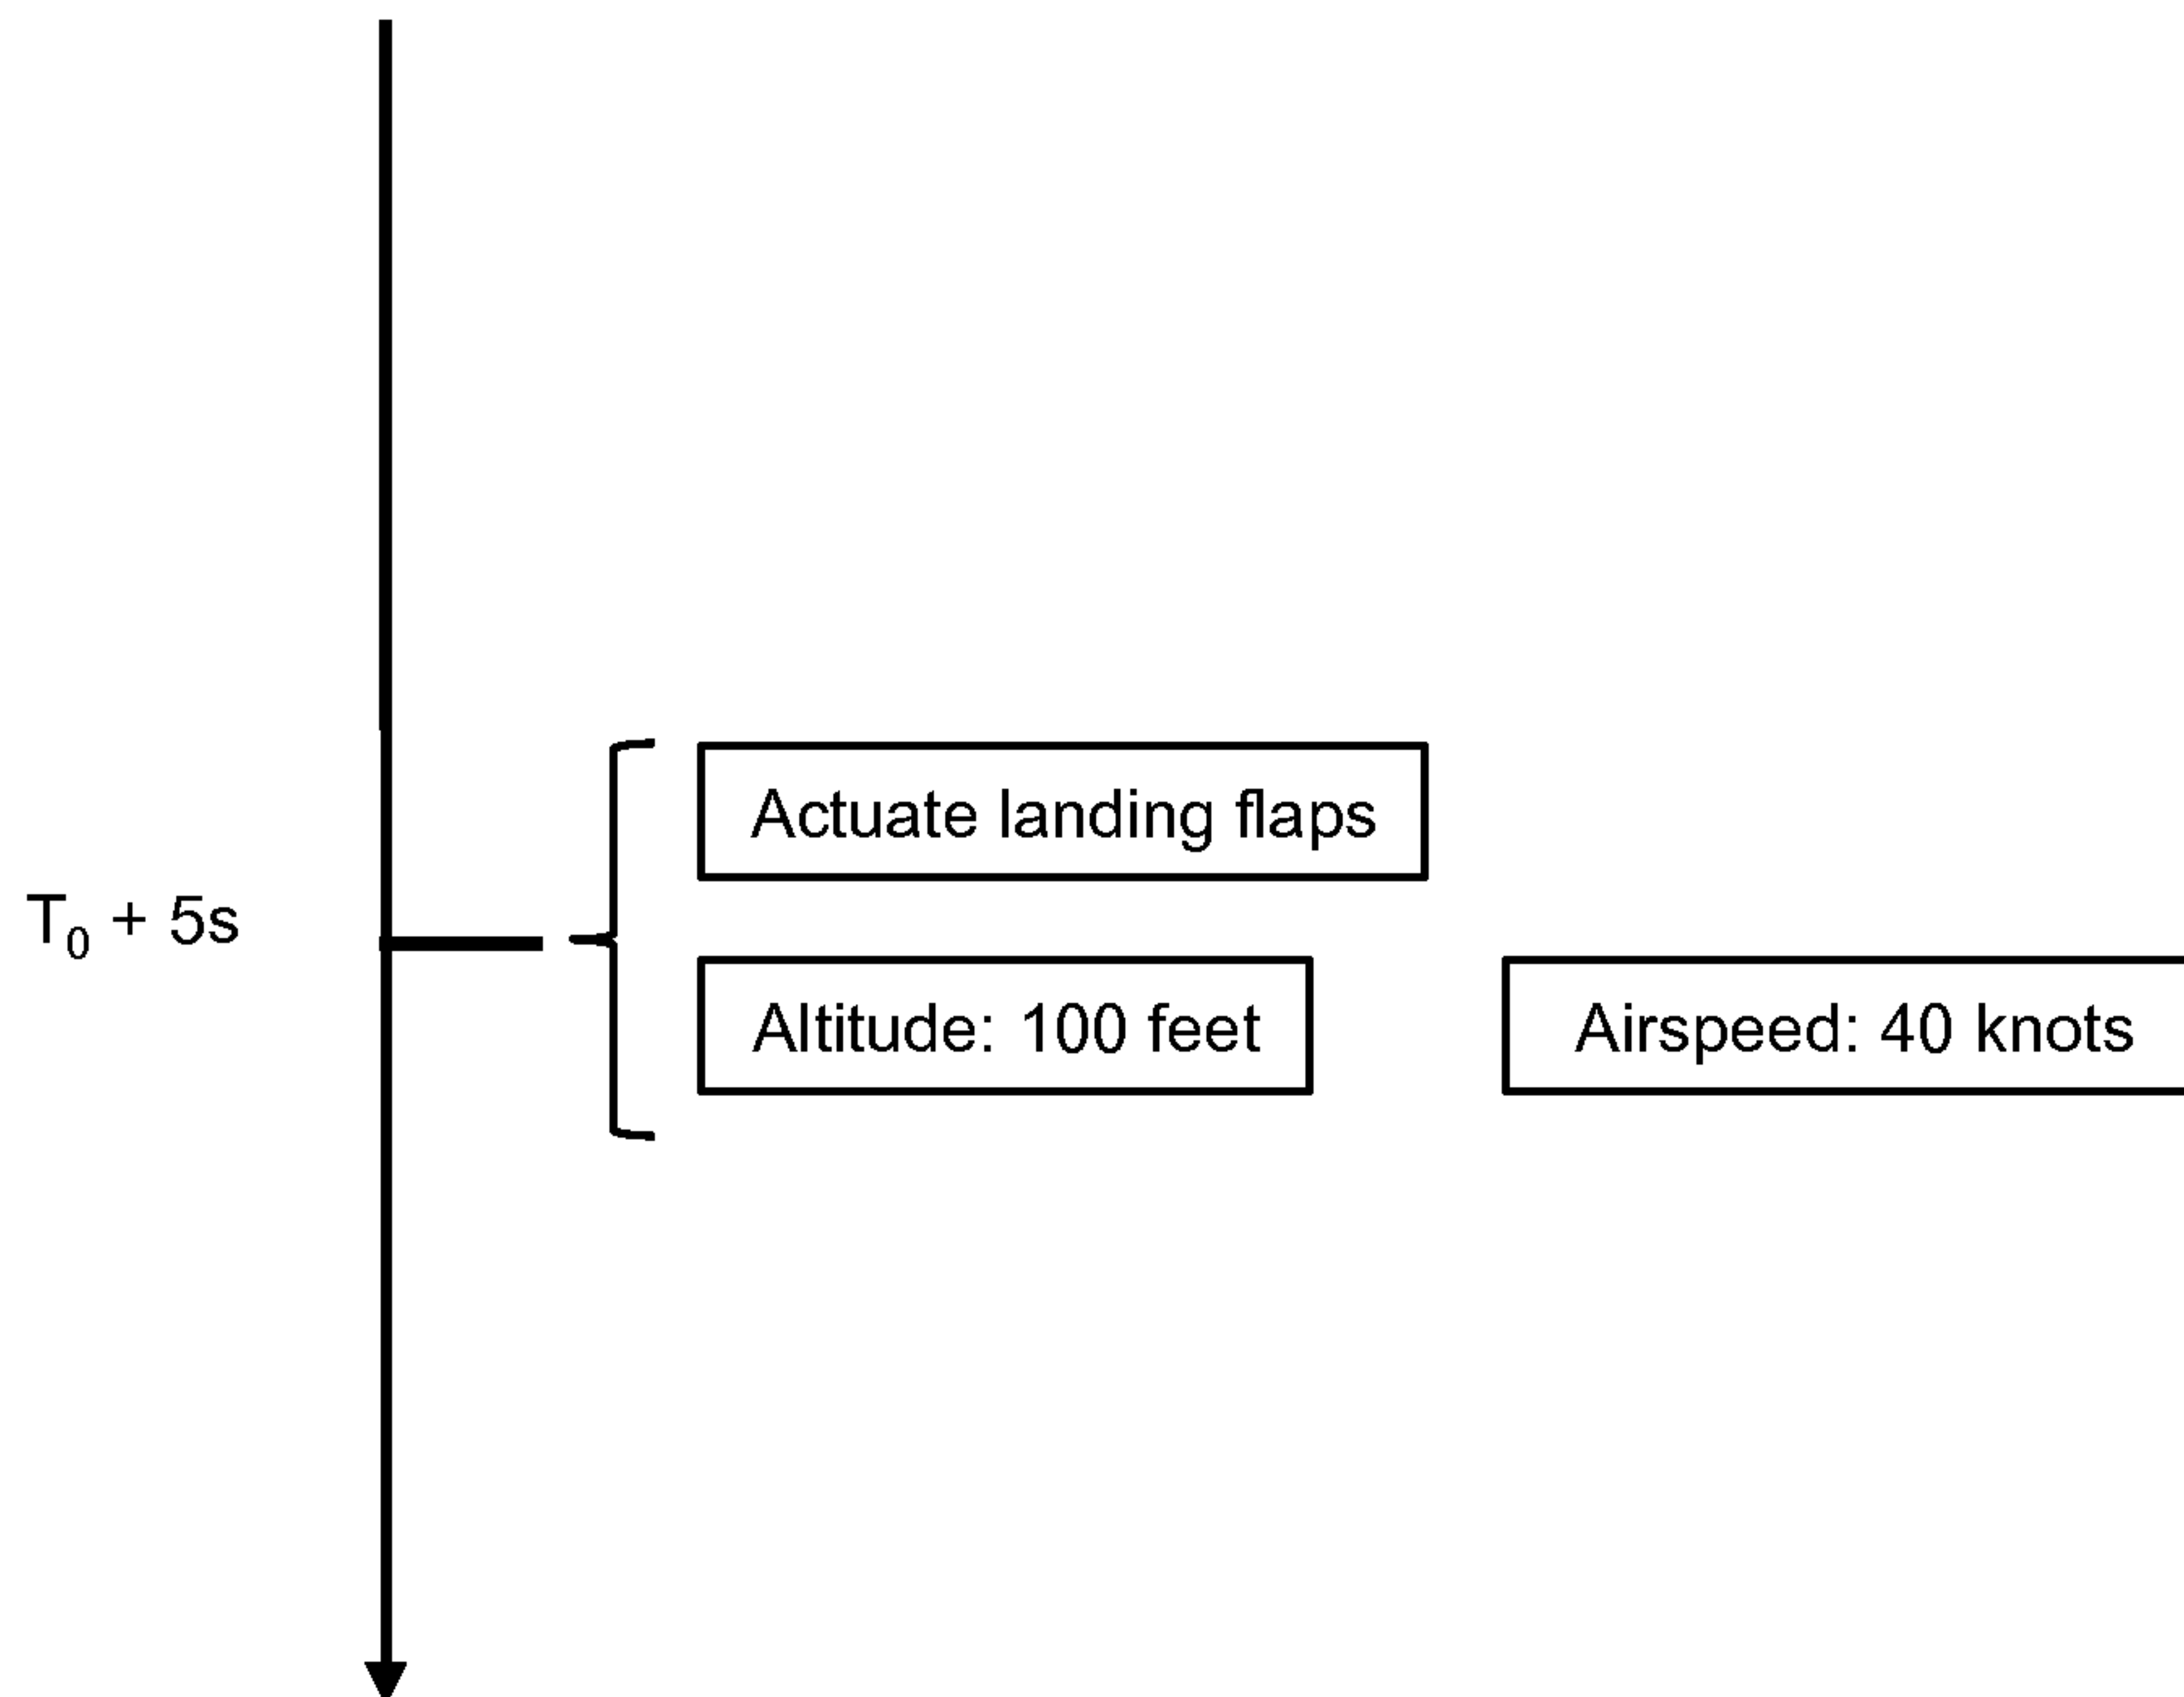 Actuate landing flaps
T₀ + 5s
Altitude: 100 feet
Airspeed: 40 knots